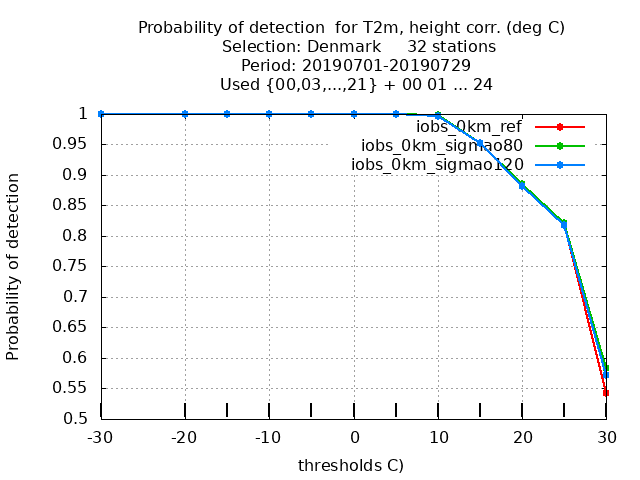 Probability of detection  for T2m, height corr. (deg C)
Selection: Denmark     32 stations
Period: 20190701-20190729
Used {00,03,...,21} + 00 01 ... 24
iobs_0km_ref
iobs_0km_sigmao80
iobs_0km_sigmao120
Probability of detection
1
0.95
0.9
0.85
0.8
0.75
0.7
0.65
0.6
0.55
0.5
-30 -20 -10 0 10 20 30
thresholds C)